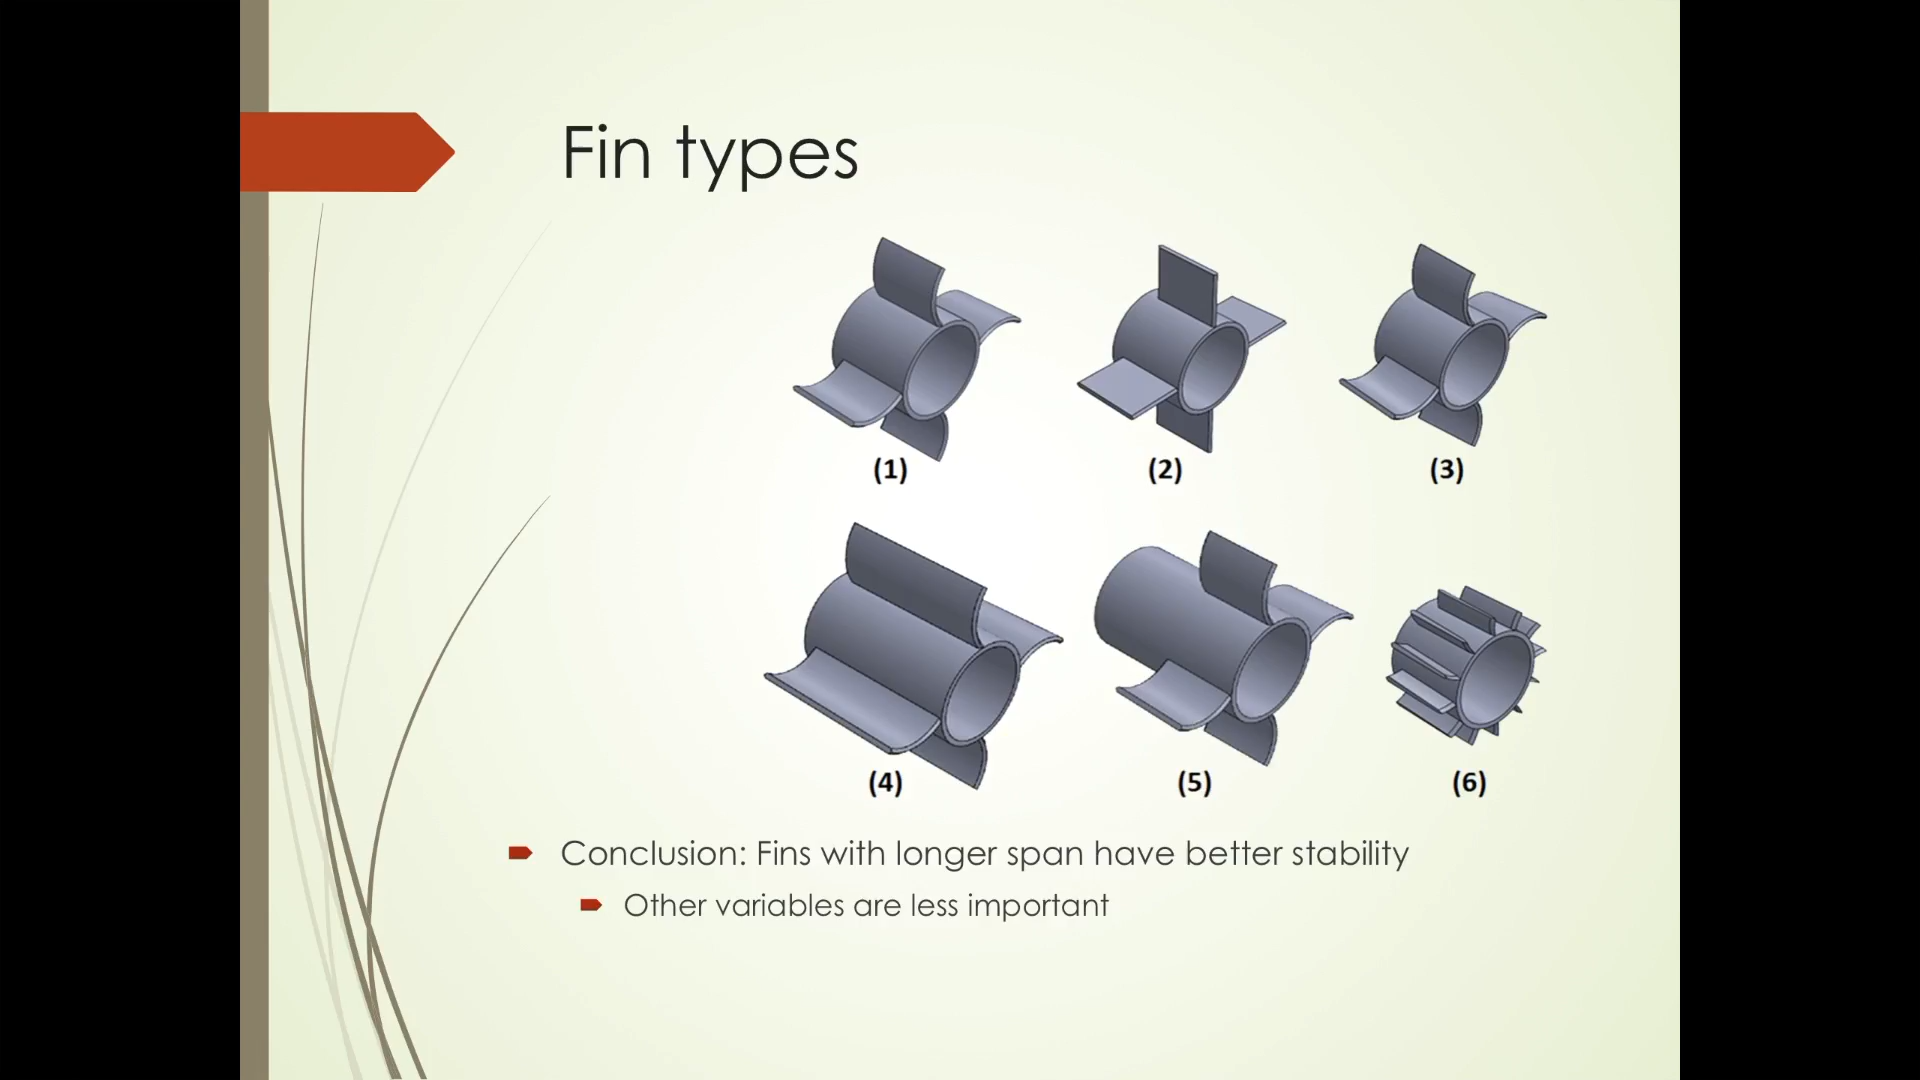 Fin types
(1)
(2)
(3)
(4)
(5)
(6)
Conclusion: Fins with longer span have better stability
Other variables are less important